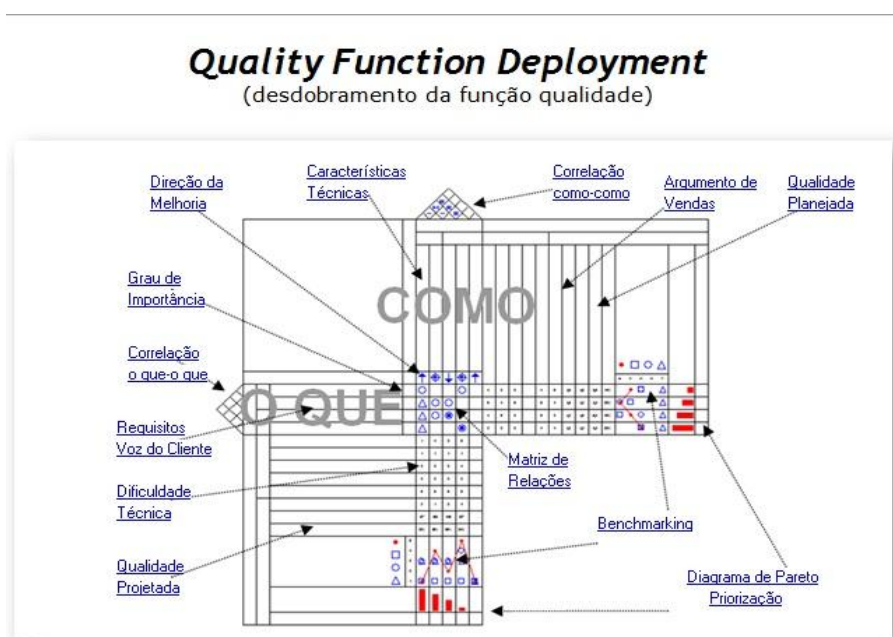 Quality Function Deployment
(desdobramento da função qualidade)
Direção da
Melhoria
Características
Técnicas
Correlação
como-como
Argumento de
Vendas
Qualidade
Planejada
Grau de
Importância
COMO
Correlação
o que-o que
O QUE
Requisitos
Voz do Cliente
Matriz de
Relações
Dificuldade
Técnica
Benchmarking
Qualidade
Projetada
Diagrama de Pareto
Priorização